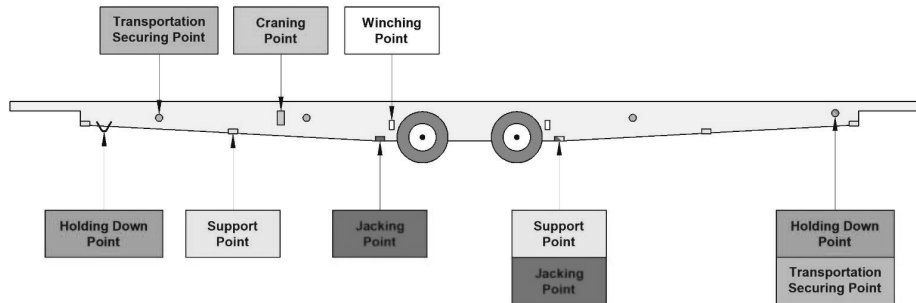 Transportation
Securing Point
Craning
Point
Winching
Point
Holding Down
Point
Support
Point
Jacking
Point
Support
Point
Jacking
Point
Holding Down
Point
Transportation
Securing Point